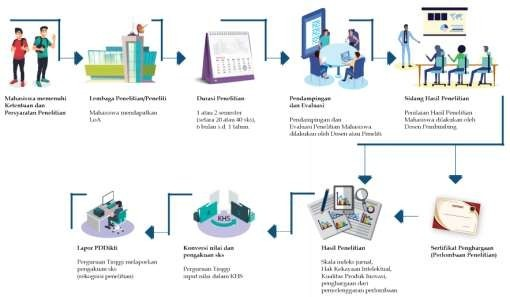 Mahasiswa memenuhi
Ketentuan dan
Persyaratan Penelitian
Lembaga Penelitian/Peneliti
Mahasiswa mendapatkan
LoA
Durasi Penelitian
1 atau 2 semester
(setara 20 atau 40 sks),
6 bulan s.d. 1 tahun.
Pendampingan
dan Evaluasi
Pendampingan dan
Evaluasi Penelitian Mahasiswa
dilakukan oleh Dosen atau Peneliti
Sidang Hasil Penelitian
Penilaian Hasil Penelitian
Mahasiswa dilakukan oleh
Dosen Pembimbing.
Lapor PDDikti
Perguruan Tinggi melaporkan
pengakuan sks
(rekognisi penelitian)
KHS
Konversi nilai dan
pengakuan sks
Perguruan Tinggi
input nilai dalam KHS
Hasil Penelitian
Skala indeks jurnal,
Hak Kekayaan Intelektual,
Kualitas Produk Inovasi,
penghargaan dari
penyelenggaran perlombaan
Sertifikat Penghargaan
(Perlombaan Penelitian)